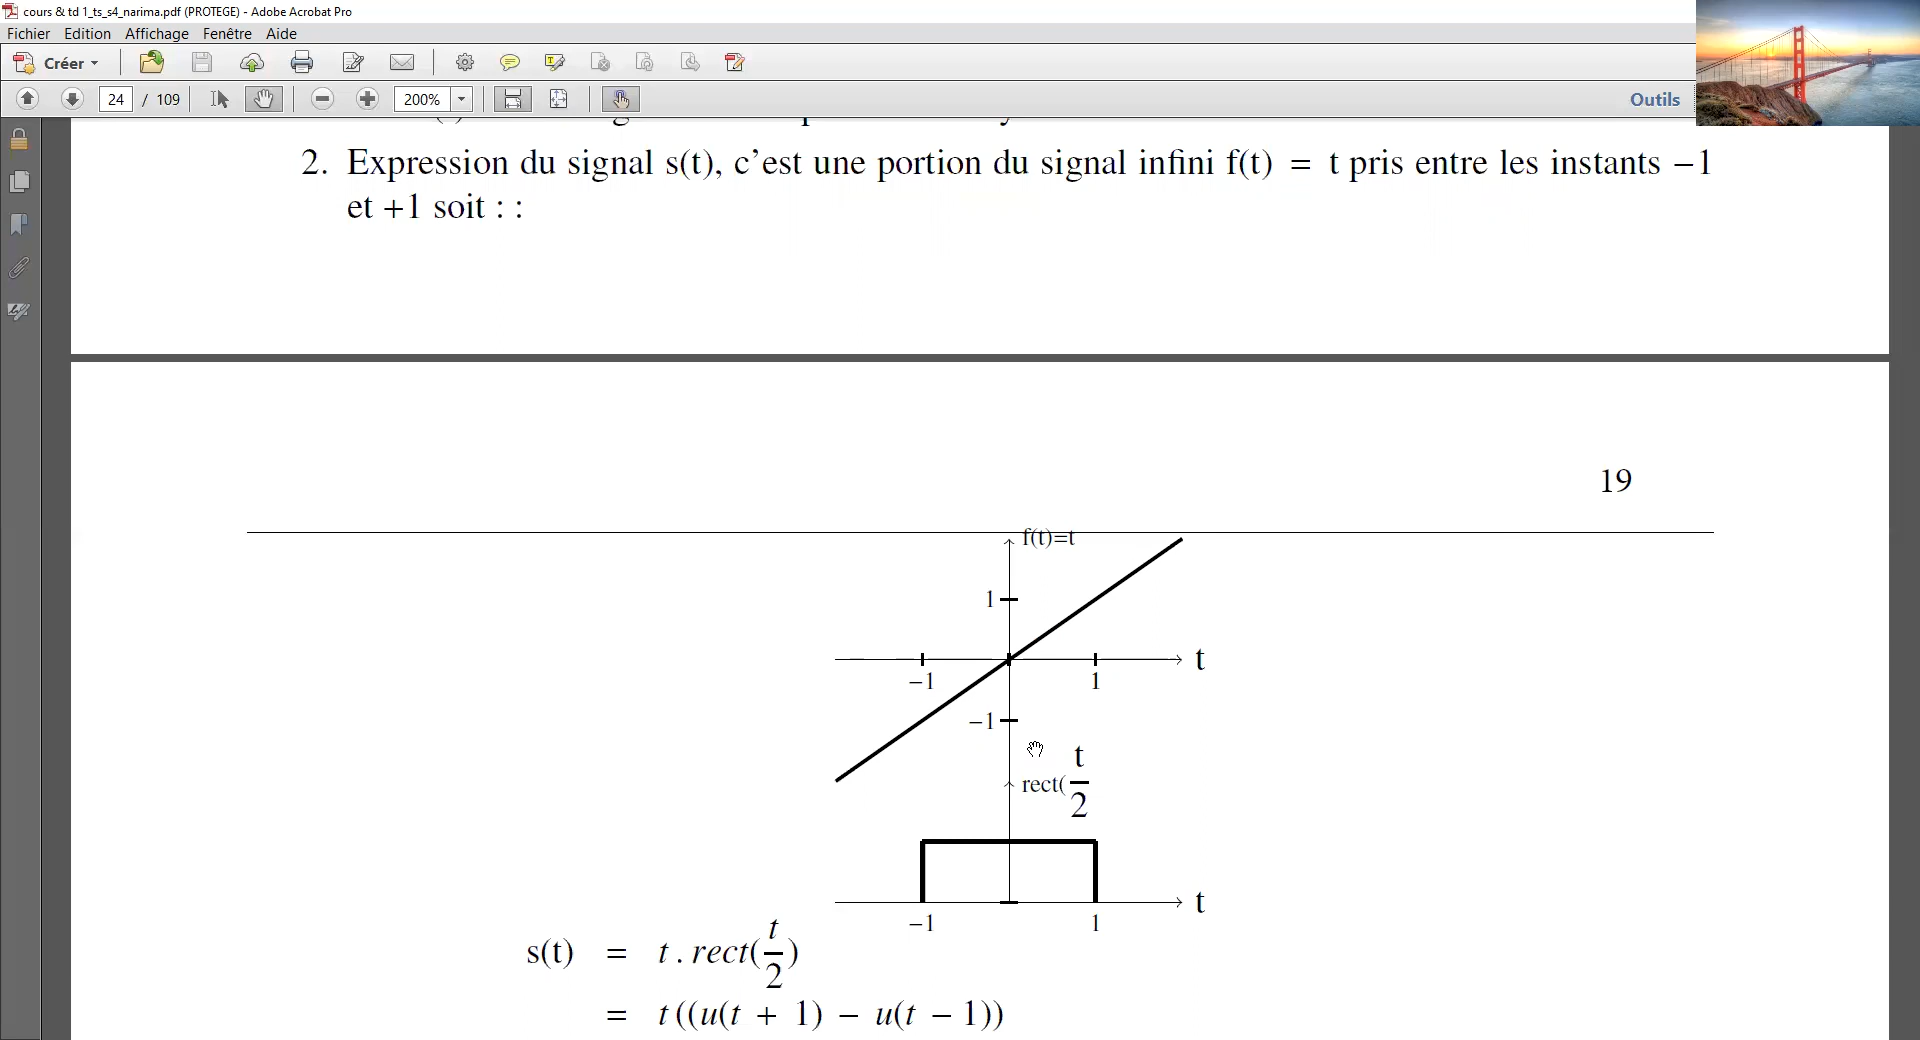 cours & td 1_ts_s4_narima.pdf (PROTEGE) - Adobe Acrobat Pro
Fichier Edition Affichage Fenêtre Aide
Créer
24 / 109 200% Outils
2. Expression du signal s(t), c’est une portion du signal infini f(t) = t pris entre les instants −1
et +1 soit : :
19
f(t)=t
1
t
−1 1
−1
rect(t/2
t
−1 1
s(t) = t . rect(t/2)
= t ((u(t + 1) − u(t − 1))